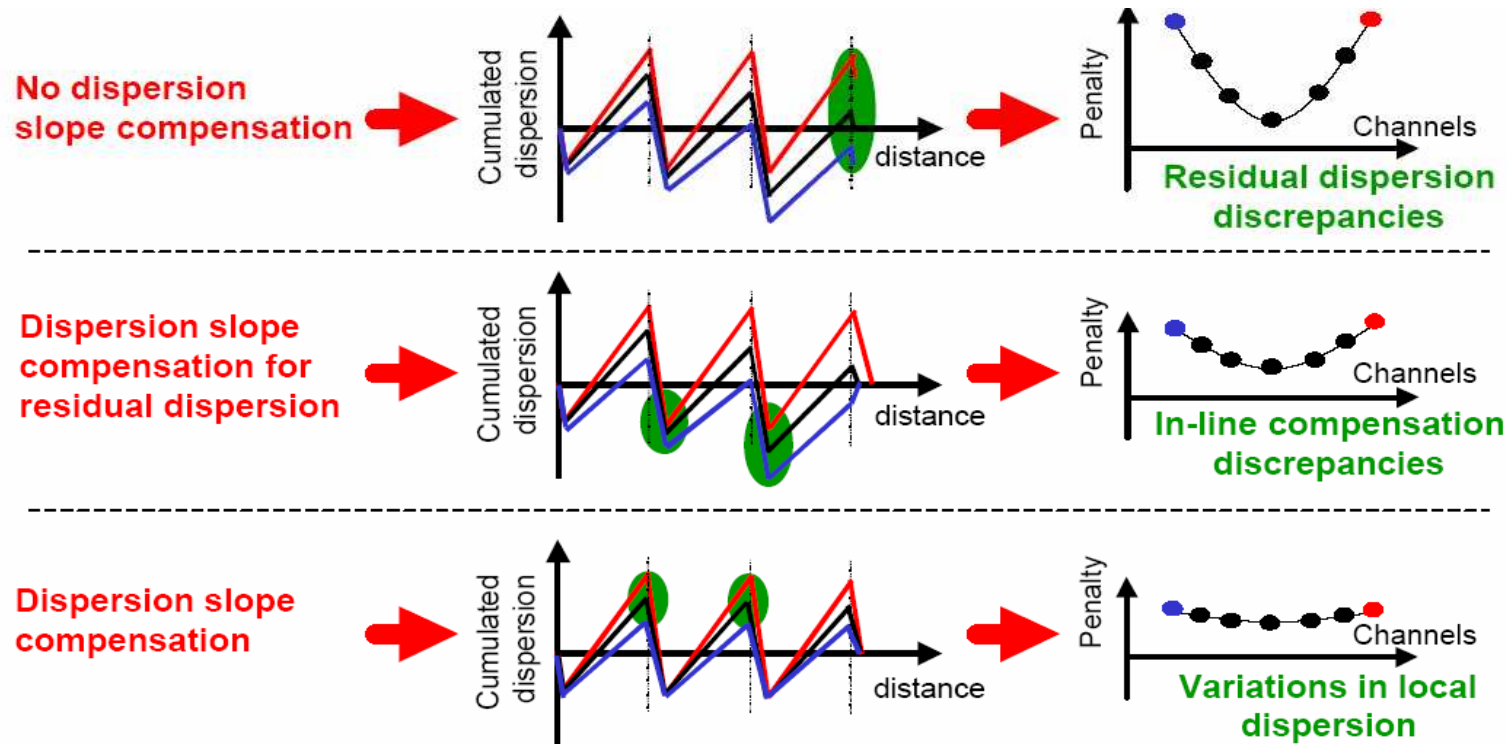 No dispersion
slope compensation
Cumulated
dispersion
distance
Penalty
Channels
Residual dispersion
discrepancies
Dispersion slope
compensation for
residual dispersion
Cumulated
dispersion
distance
Penalty
Channels
In-line compensation
discrepancies
Dispersion slope
compensation
Cumulated
dispersion
distance
Penalty
Channels
Variations in local
dispersion